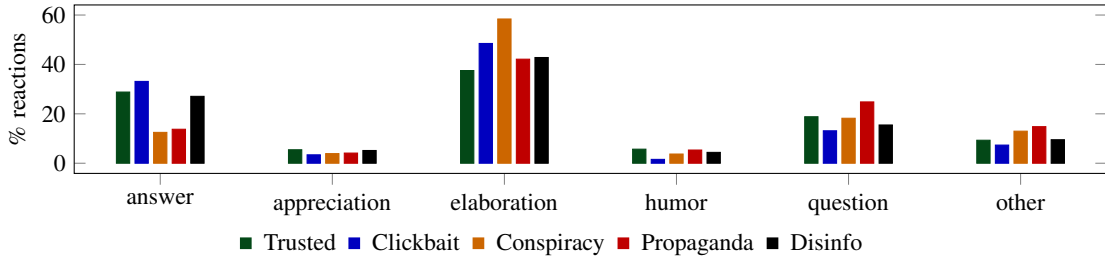 % reactions
60
40
20
0
answer
appreciation
elaboration
humor
question
other
Trusted
Clickbait
Conspiracy
Propaganda
Disinfo